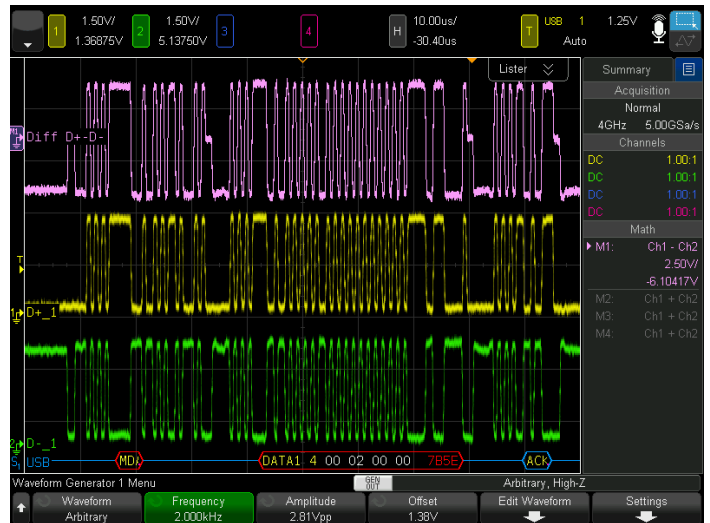 1 1.50V/ 1.36875V 2 1.50V/ 5.13750V 3 4 H 10.00us/ -30.40us T USB 1 1.25V Auto
Lister
Summary
Acquisition
Normal
4GHz 5.00GSa/s
Channels
DC 1.00:1
DC 1.00:1
DC 1.00:1
DC 1.00:1
Math
M1: Ch1 - Ch2
2.50V/
-6.10417V
M2: Ch1 + Ch2
M3: Ch1 + Ch2
M4: Ch1 + Ch2
M1 Diff D+-D-
T
1 D+_1
2 D-_1
S1 USB MDA DATA1 4 00 02 00 00 7B5E ACK
Waveform Generator 1 Menu GEN OUT Arbitrary, High-Z
Waveform Frequency Amplitude Offset Edit Waveform Settings
Arbitrary 2.000kHz 2.81Vpp 1.38V